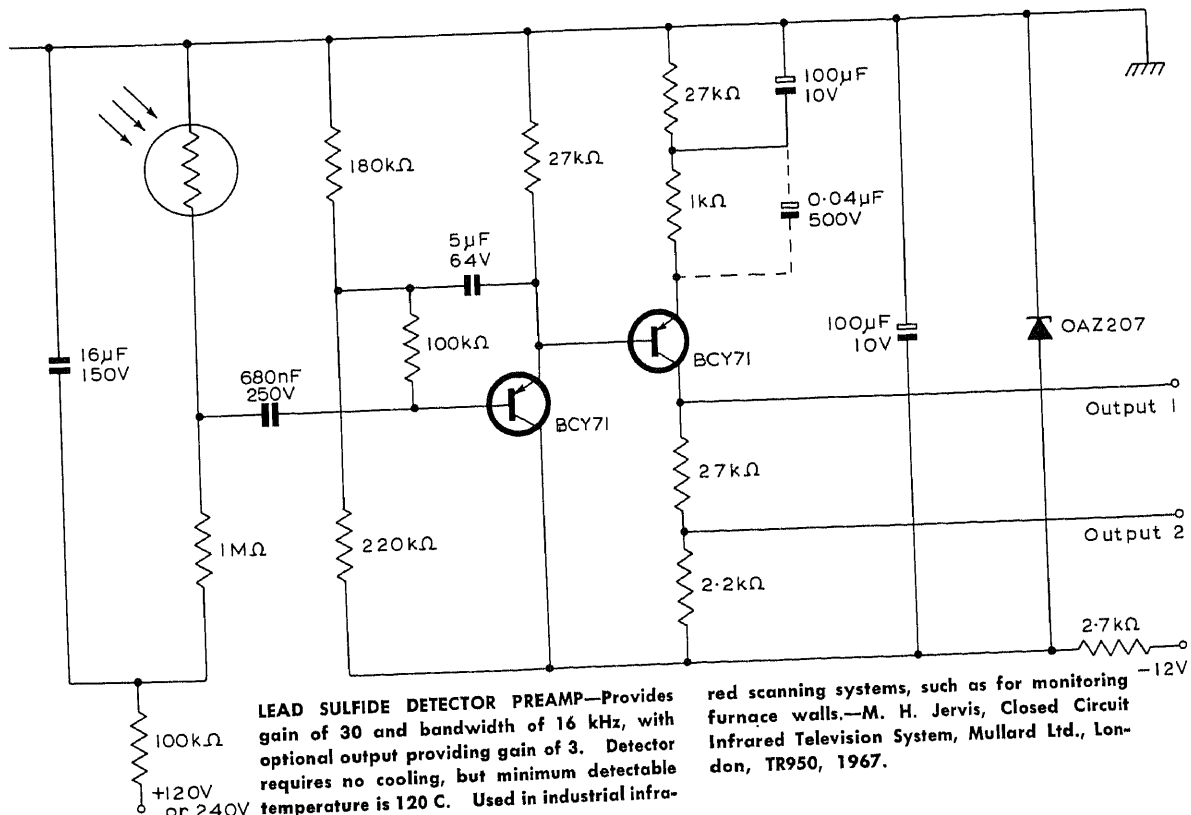 100µF
10V
27kΩ
180kΩ
27kΩ
1kΩ
0·04µF
500V
5µF
64V
100kΩ
BCY71
100µF
10V
OAZ207
16µF
150V
680nF
250V
BCY71
Output 1
27kΩ
Output 2
1MΩ
220kΩ
2·2kΩ
2·7kΩ
−12V
100kΩ
+120V
or 240V
LEAD SULFIDE DETECTOR PREAMP—Provides
gain of 30 and bandwidth of 16 kHz, with
optional output providing gain of 3. Detector
requires no cooling, but minimum detectable
temperature is 120 C. Used in industrial infra-
red scanning systems, such as for monitoring
furnace walls.—M. H. Jervis, Closed Circuit
Infrared Television System, Mullard Ltd., Lon-
don, TR950, 1967.